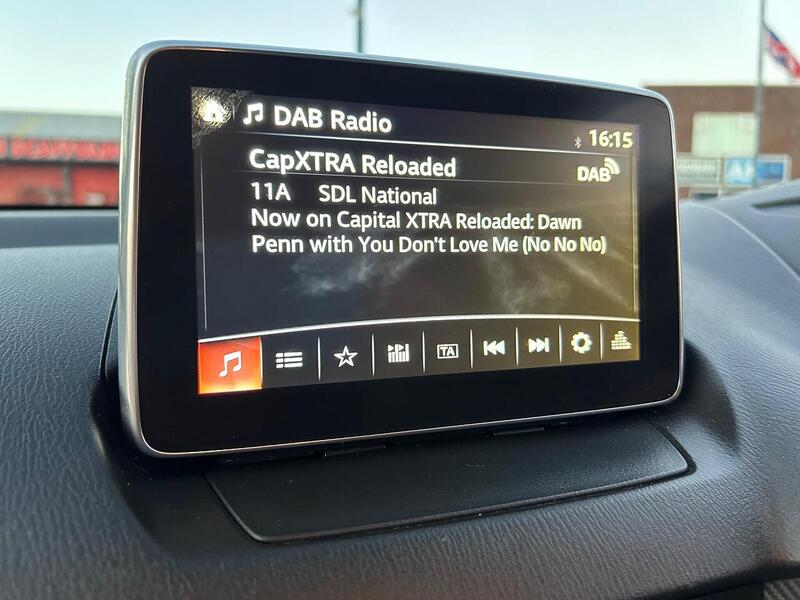 DAB Radio
16:15
CapXTRA Reloaded
DAB
11A SDL National
Now on Capital XTRA Reloaded: Dawn
Penn with You Don't Love Me (No No No)
TA